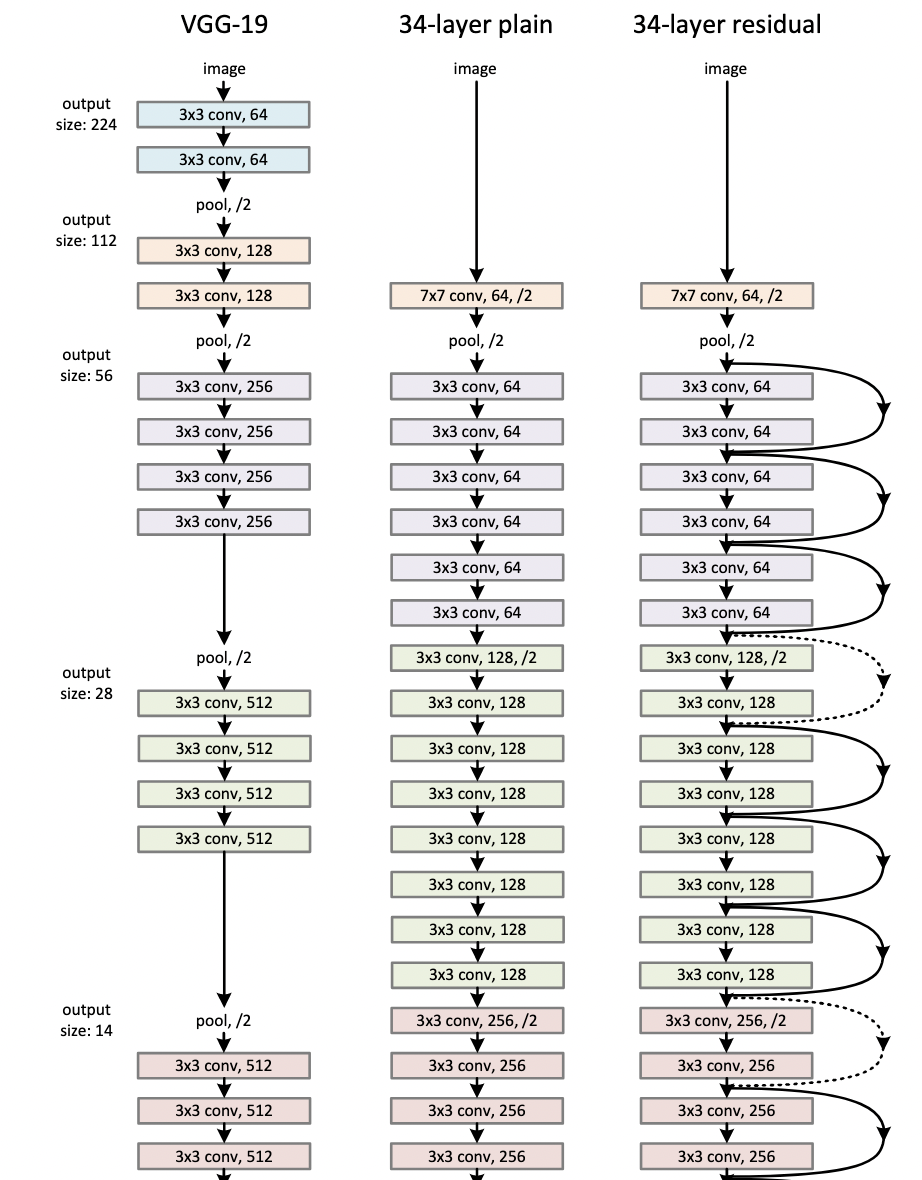 VGG-19
34-layer plain
34-layer residual
image
image
image
output
size: 224
3x3 conv, 64
3x3 conv, 64
pool, /2
output
size: 112
3x3 conv, 128
3x3 conv, 128
7x7 conv, 64, /2
7x7 conv, 64, /2
pool, /2
pool, /2
pool, /2
output
size: 56
3x3 conv, 256
3x3 conv, 64
3x3 conv, 64
3x3 conv, 256
3x3 conv, 64
3x3 conv, 64
3x3 conv, 256
3x3 conv, 64
3x3 conv, 64
3x3 conv, 256
3x3 conv, 64
3x3 conv, 64
3x3 conv, 64
3x3 conv, 64
3x3 conv, 64
3x3 conv, 64
pool, /2
3x3 conv, 128, /2
3x3 conv, 128, /2
output
size: 28
3x3 conv, 512
3x3 conv, 128
3x3 conv, 128
3x3 conv, 512
3x3 conv, 128
3x3 conv, 128
3x3 conv, 512
3x3 conv, 128
3x3 conv, 128
3x3 conv, 512
3x3 conv, 128
3x3 conv, 128
3x3 conv, 128
3x3 conv, 128
3x3 conv, 128
3x3 conv, 128
3x3 conv, 128
3x3 conv, 128
output
size: 14
pool, /2
3x3 conv, 256, /2
3x3 conv, 256, /2
3x3 conv, 512
3x3 conv, 256
3x3 conv, 256
3x3 conv, 512
3x3 conv, 256
3x3 conv, 256
3x3 conv, 512
3x3 conv, 256
3x3 conv, 256